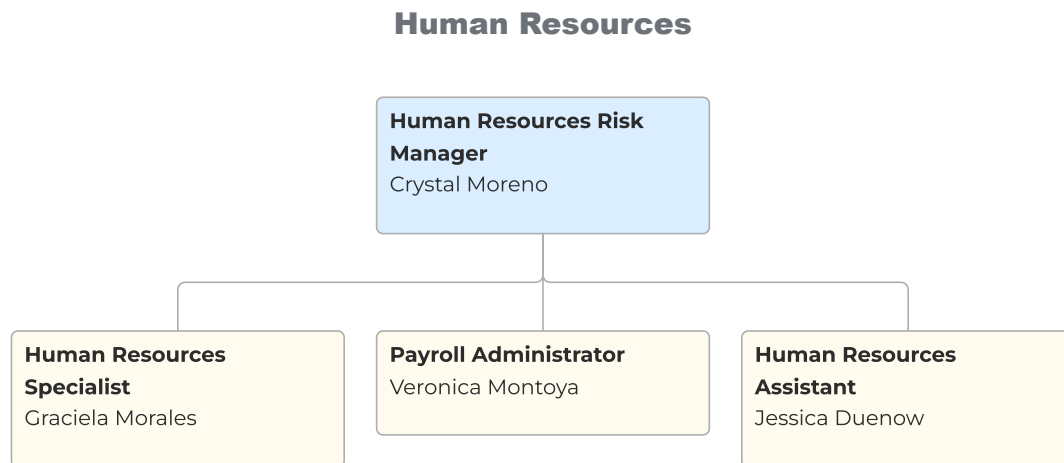 Human Resources
Human Resources Risk
Manager
Crystal Moreno
Human Resources
Specialist
Graciela Morales
Payroll Administrator
Veronica Montoya
Human Resources
Assistant
Jessica Duenow